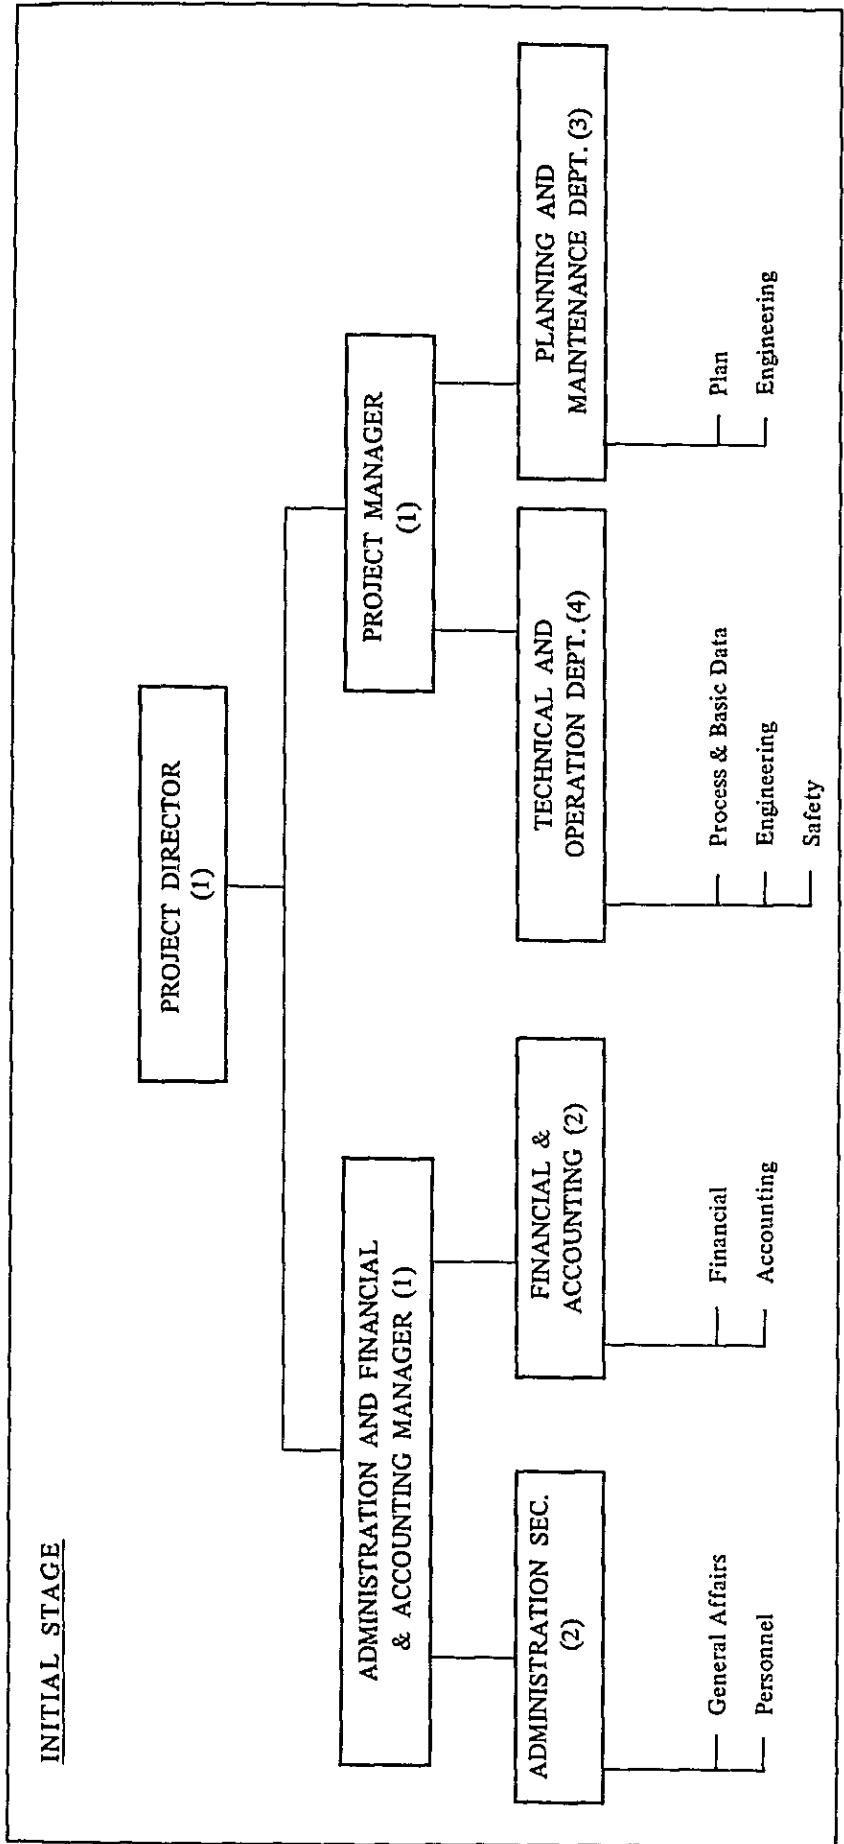 INITIAL STAGE
PROJECT DIRECTOR
(1)
ADMINISTRATION AND FINANCIAL
& ACCOUNTING MANAGER (1)
PROJECT MANAGER
(1)
ADMINISTRATION SEC.
(2)
General Affairs
Personnel
FINANCIAL &
ACCOUNTING (2)
Financial
Accounting
TECHNICAL AND
OPERATION DEPT. (4)
Process & Basic Data
Engineering
Safety
PLANNING AND
MAINTENANCE DEPT. (3)
Plan
Engineering